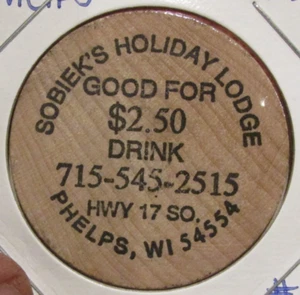 SOBIEK'S HOLIDAY LODGE
GOOD FOR
$2.50
DRINK
715-545-2515
HWY 17 SO.
PHELPS, WI 54554